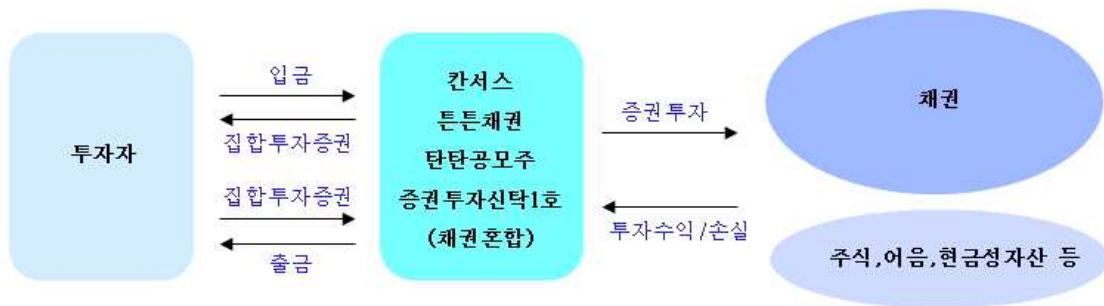 투자자
입금
집합투자증권
집합투자증권
출금
칸서스
튼튼채권
탄탄공모주
증권투자신탁1호
(채권혼합)
증권투자
투자수익/손실
채권
주식,어음,현금성자산 등